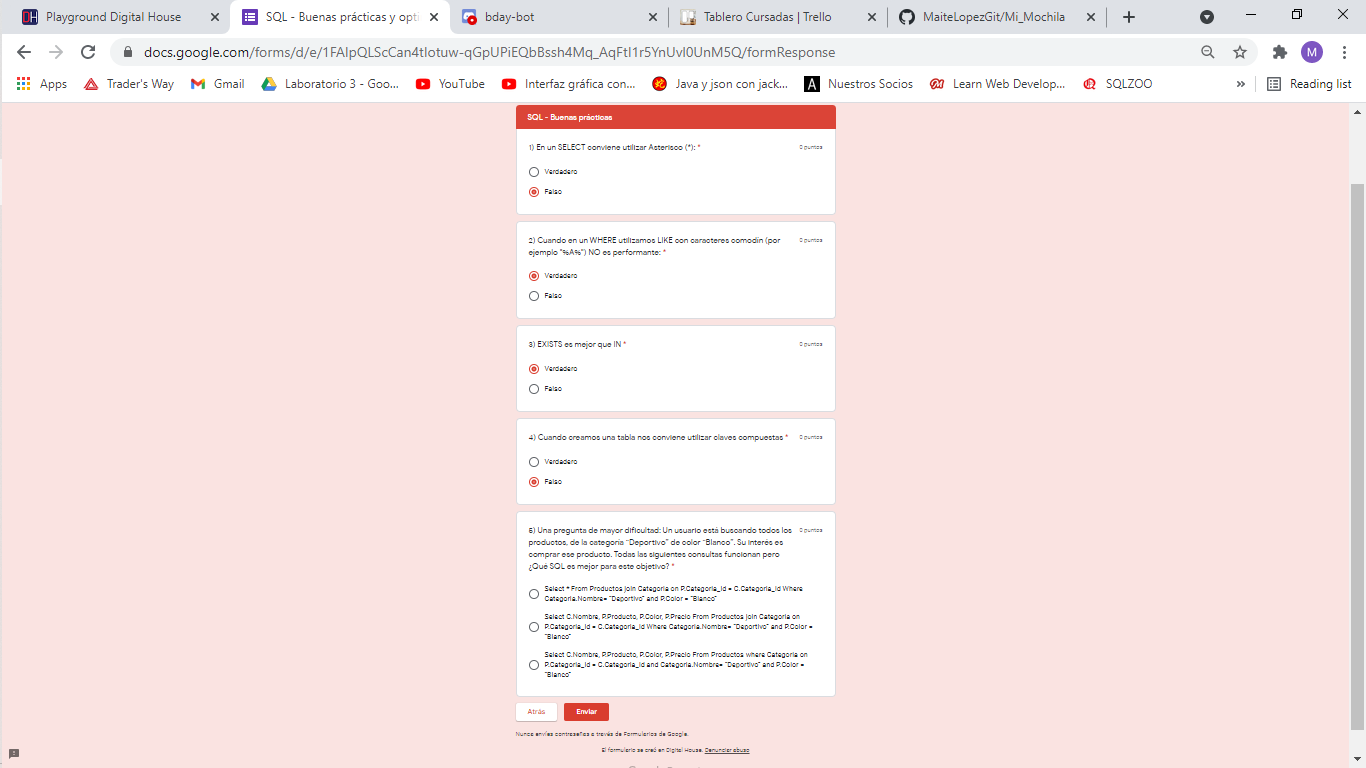 Playground Digital House
SQL - Buenas prácticas y opti
bday-bot
Tablero Cursadas | Trello
MaiteLopezGit/Mi_Mochila
docs.google.com/forms/d/e/1FAIpQLScCan4tIotuw-qGpUPiEQbBssh4Mq_AqFtI1r5YnUvI0UnM5Q/formResponse
M
Apps
Trader's Way
Gmail
Laboratorio 3 - Goo...
YouTube
Interfaz gráfica con...
Java y json con jack...
Nuestros Socios
Learn Web Develop...
SQLZOO
»
Reading list
SQL - Buenas prácticas
1) En un SELECT conviene utilizar Asterisco (*): *
0 puntos
Verdadero
Falso
2) Cuando en un WHERE utilizamos LIKE con caracteres comodín (por
ejemplo "%A%") NO es performante: *
0 puntos
Verdadero
Falso
3) EXISTS es mejor que IN *
0 puntos
Verdadero
Falso
4) Cuando creamos una tabla nos conviene utilizar claves compuestas *
0 puntos
Verdadero
Falso
5) Una pregunta de mayor dificultad: Un usuario está buscando todos los
productos, de la categoría "Deportivo" de color "Blanco". Su interés es
comprar ese producto. Todas las siguientes consultas funcionan pero
¿Qué SQL es mejor para este objetivo? *
0 puntos
Select * From Productos join Categoria on P.Categoria_id = C.Categoria_id Where
Categoria.Nombre= "Deportivo" and P.Color = "Blanco"
Select C.Nombre, P.Producto, P.Color, P.Precio From Productos join Categoria on
P.Categoria_id = C.Categoria_id Where Categoria.Nombre= "Deportivo" and P.Color =
"Blanco"
Select C.Nombre, P.Producto, P.Color, P.Precio From Productos where Categoria on
P.Categoria_id = C.Categoria_id and Categoria.Nombre= "Deportivo" and P.Color =
"Blanco"
Atrás
Enviar
Nunca envíes contraseñas a través de Formularios de Google.
El formulario se creó en Digital House. Denunciar abuso